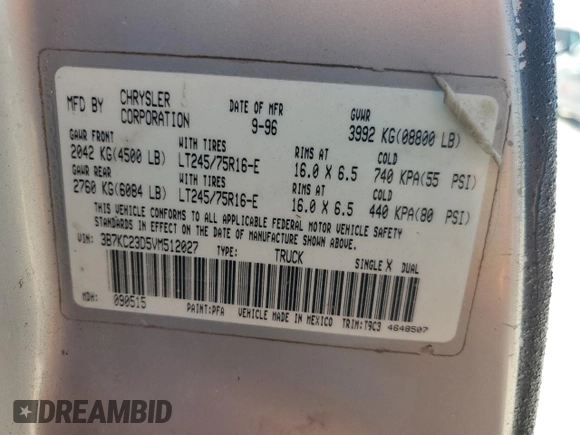 MFD BY CHRYSLER CORPORATION DATE OF MFR 9-96 GVWR 3992 KG(08800 LB)
GAWR FRONT WITH TIRES RIMS AT COLD
2042 KG(4500 LB) LT245/75R16-E 16.0 X 6.5 740 KPA(55 PSI)
GAWR REAR WITH TIRES RIMS AT COLD
2760 KG(6084 LB) LT245/75R16-E 16.0 X 6.5 440 KPA(80 PSI)
THIS VEHICLE CONFORMS TO ALL APPLICABLE FEDERAL MOTOR VEHICLE SAFETY
STANDARDS IN EFFECT ON THE DATE OF MANUFACTURE SHOWN ABOVE.
VIN: 3B7KC23D5VM512027 TYPE: TRUCK SINGLE X DUAL
MDH: 090515 PAINT:PFA VEHICLE MADE IN MEXICO TRIM:T9C3 4648507
DREAMBID